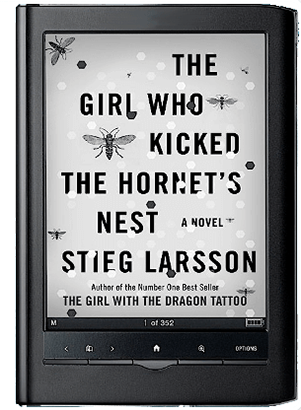 THE
GIRL WHO
KICKED
THE HORNET'S
NEST A NOVEL
STIEG LARSSON
Author of the Number One Best Seller
THE GIRL WITH THE DRAGON TATTOO
M 1 of 352
OPTIONS